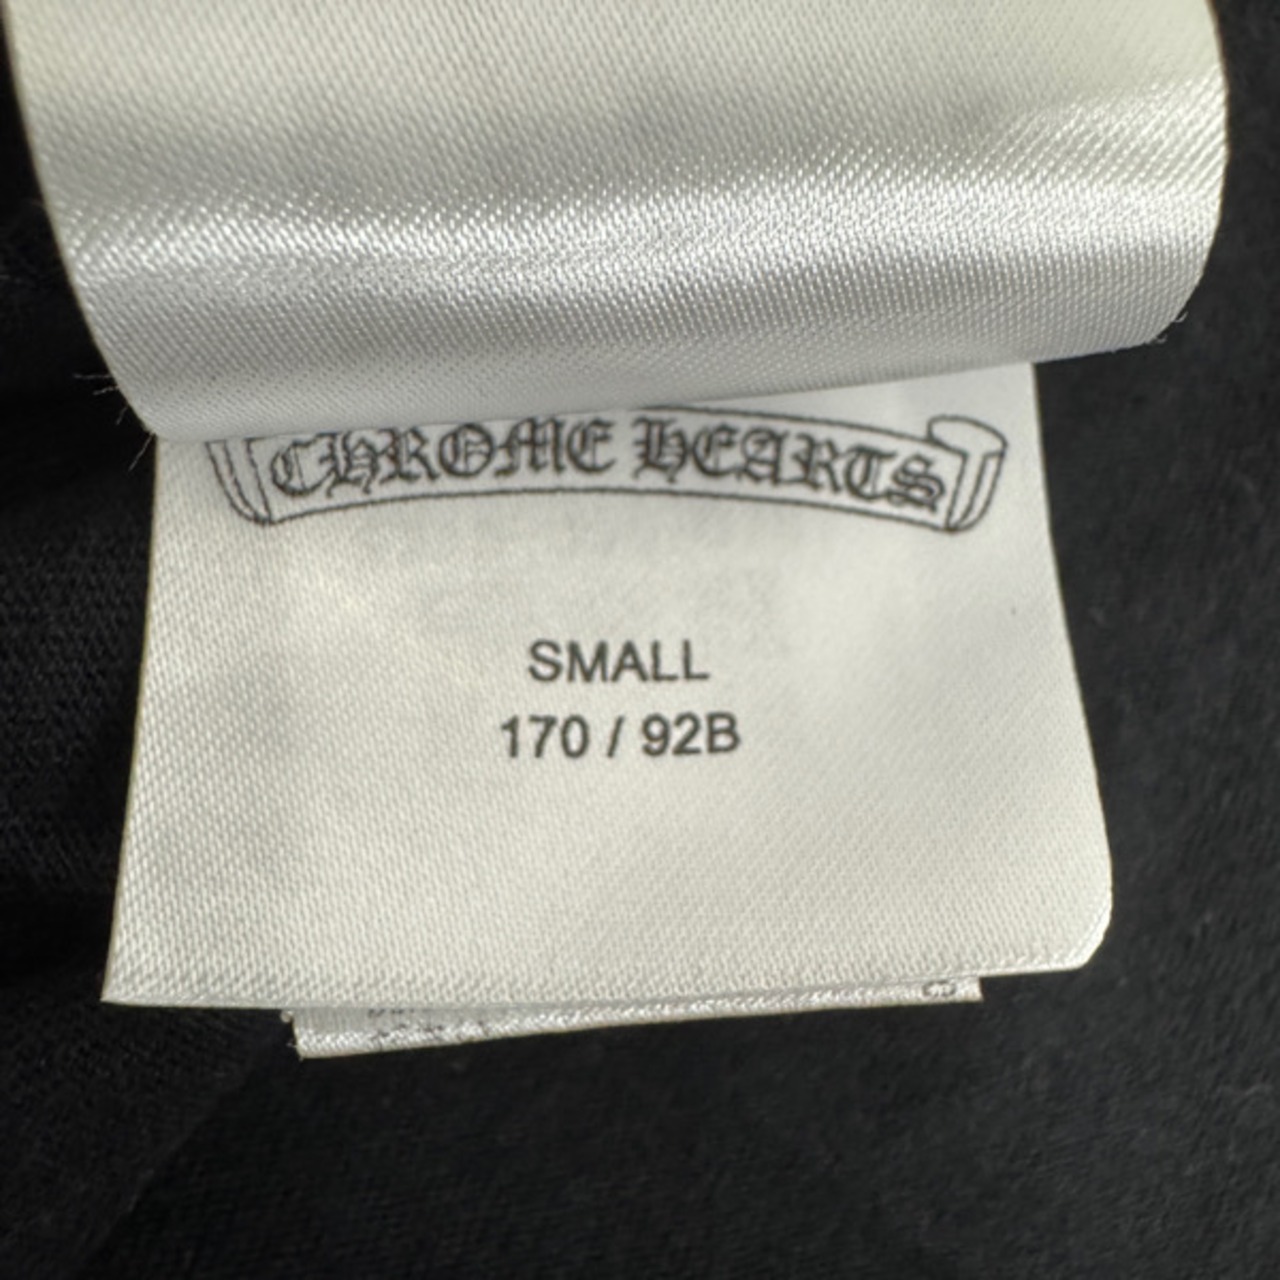 CHROME HEARTS
SMALL
170 / 92B